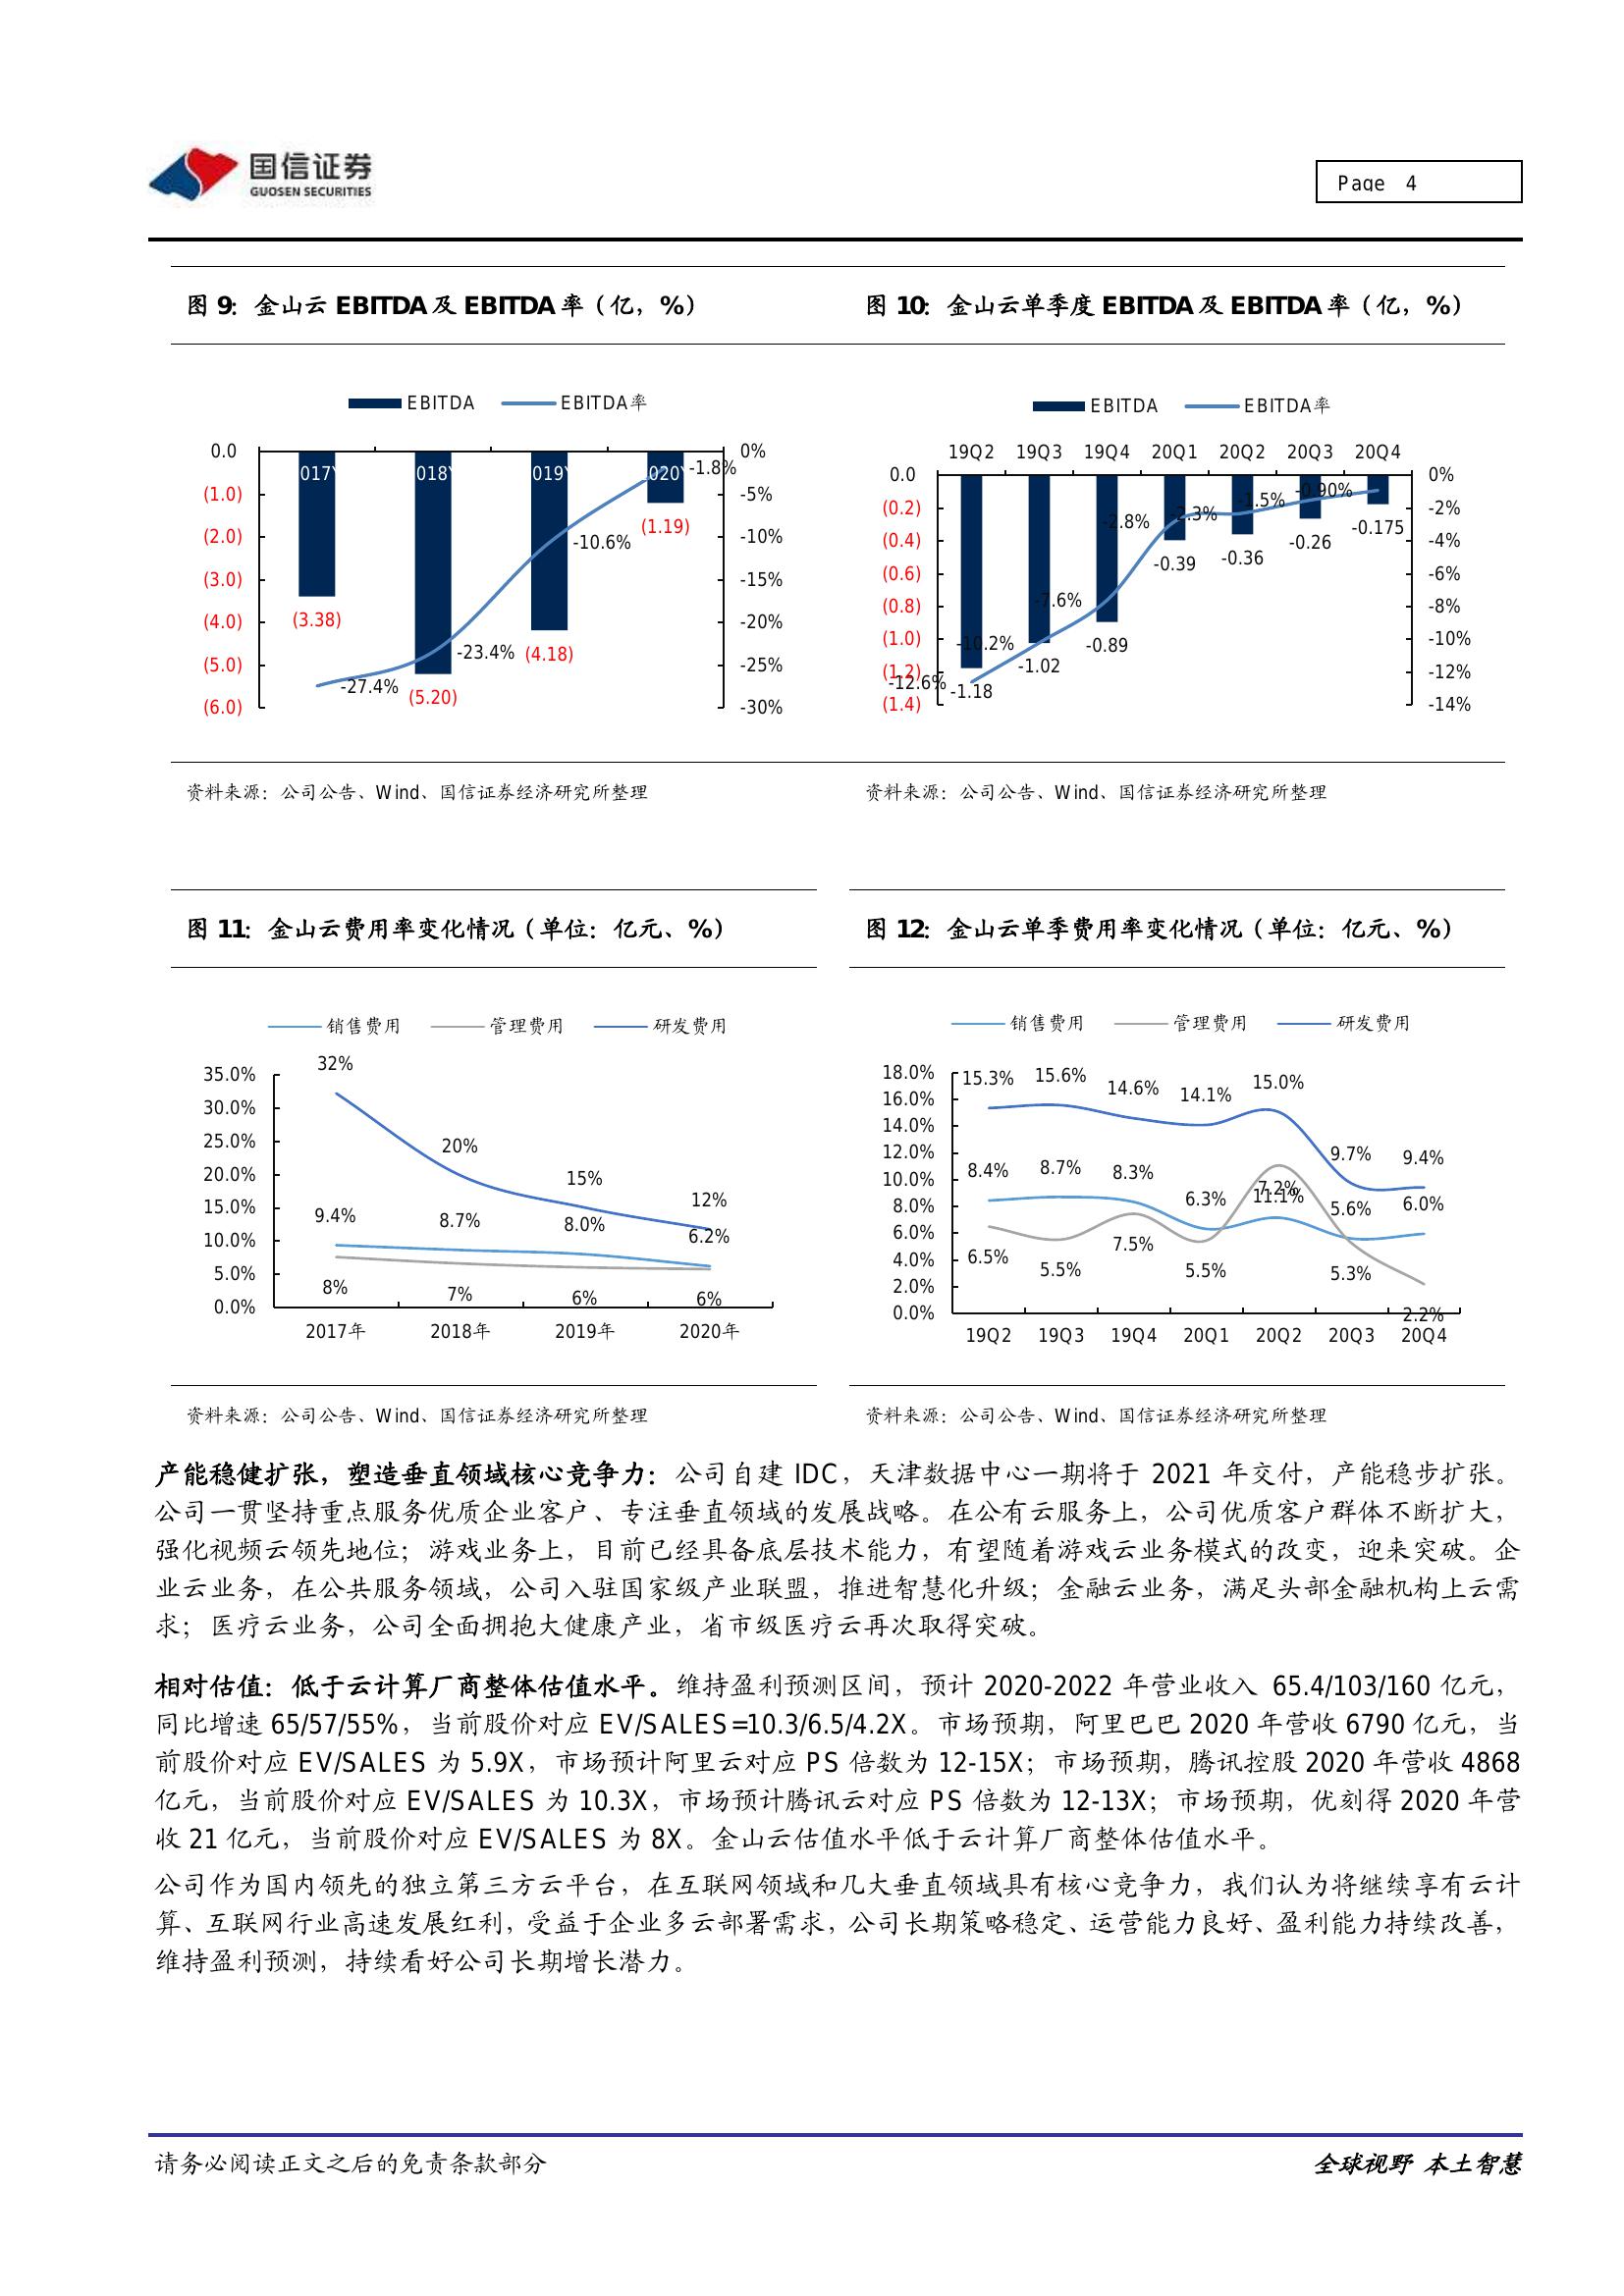 国信证券
GUOSEN SECURITIES
Page 4
图 9：金山云 EBITDA 及 EBITDA 率（亿，%）
EBITDA EBITDA率
0.0
(1.0)
(2.0)
(3.0)
(4.0)
(5.0)
(6.0)
017Y 018Y 019Y 020Y
(3.38)
(5.20)
(4.18)
(1.19)
-27.4%
-23.4%
-10.6%
-1.8%
0%
-5%
-10%
-15%
-20%
-25%
-30%
资料来源：公司公告、Wind、国信证券经济研究所整理
图 10：金山云单季度 EBITDA 及 EBITDA 率（亿，%）
EBITDA EBITDA率
19Q2 19Q3 19Q4 20Q1 20Q2 20Q3 20Q4
0.0
(0.2)
(0.4)
(0.6)
(0.8)
(1.0)
(1.2)
(1.4)
-1.18
-1.02
-0.89
-0.39
-0.36
-0.26
-0.175
-12.6%
-10.2%
-7.6%
-2.8%
-2.3%
-1.5%
-0.90%
0%
-2%
-4%
-6%
-8%
-10%
-12%
-14%
资料来源：公司公告、Wind、国信证券经济研究所整理
图 11：金山云费用率变化情况（单位：亿元、%）
销售费用 管理费用 研发费用
35.0%
30.0%
25.0%
20.0%
15.0%
10.0%
5.0%
0.0%
32%
20%
15%
12%
9.4%
8.7%
8.0%
6.2%
8%
7%
6%
6%
2017年 2018年 2019年 2020年
资料来源：公司公告、Wind、国信证券经济研究所整理
图 12：金山云单季费用率变化情况（单位：亿元、%）
销售费用 管理费用 研发费用
18.0%
16.0%
14.0%
12.0%
10.0%
8.0%
6.0%
4.0%
2.0%
0.0%
15.3% 15.6% 14.6% 14.1% 15.0% 9.7% 9.4%
8.4% 8.7% 8.3% 6.3% 7.2% 5.6% 6.0%
6.5% 5.5% 7.5% 5.5% 11.1% 5.3% 2.2%
19Q2 19Q3 19Q4 20Q1 20Q2 20Q3 20Q4
资料来源：公司公告、Wind、国信证券经济研究所整理
产能稳健扩张，塑造垂直领域核心竞争力：公司自建 IDC，天津数据中心一期将于 2021 年交付，产能稳步扩张。
公司一贯坚持重点服务优质企业客户、专注垂直领域的发展战略。在公有云服务上，公司优质客户群体不断扩大，
强化视频云领先地位；游戏业务上，目前已经具备底层技术能力，有望随着游戏云业务模式的改变，迎来突破。企
业云业务，在公共服务领域，公司入驻国家级产业联盟，推进智慧化升级；金融云业务，满足头部金融机构上云需
求；医疗云业务，公司全面拥抱大健康产业，省市级医疗云再次取得突破。
相对估值：低于云计算厂商整体估值水平。维持盈利预测区间，预计 2020-2022 年营业收入 65.4/103/160 亿元，
同比增速 65/57/55%，当前股价对应 EV/SALES=10.3/6.5/4.2X。市场预期，阿里巴巴 2020 年营收 6790 亿元，当
前股价对应 EV/SALES 为 5.9X，市场预计阿里云对应 PS 倍数为 12-15X；市场预期，腾讯控股 2020 年营收 4868
亿元，当前股价对应 EV/SALES 为 10.3X，市场预计腾讯云对应 PS 倍数为 12-13X；市场预期，优刻得 2020 年营
收 21 亿元，当前股价对应 EV/SALES 为 8X。金山云估值水平低于云计算厂商整体估值水平。
公司作为国内领先的独立第三方云平台，在互联网领域和几大垂直领域具有核心竞争力，我们认为将继续享有云计
算、互联网行业高速发展红利，受益于企业多云部署需求，公司长期策略稳定、运营能力良好、盈利能力持续改善，
维持盈利预测，持续看好公司长期增长潜力。
请务必阅读正文之后的免责条款部分
全球视野 本土智慧